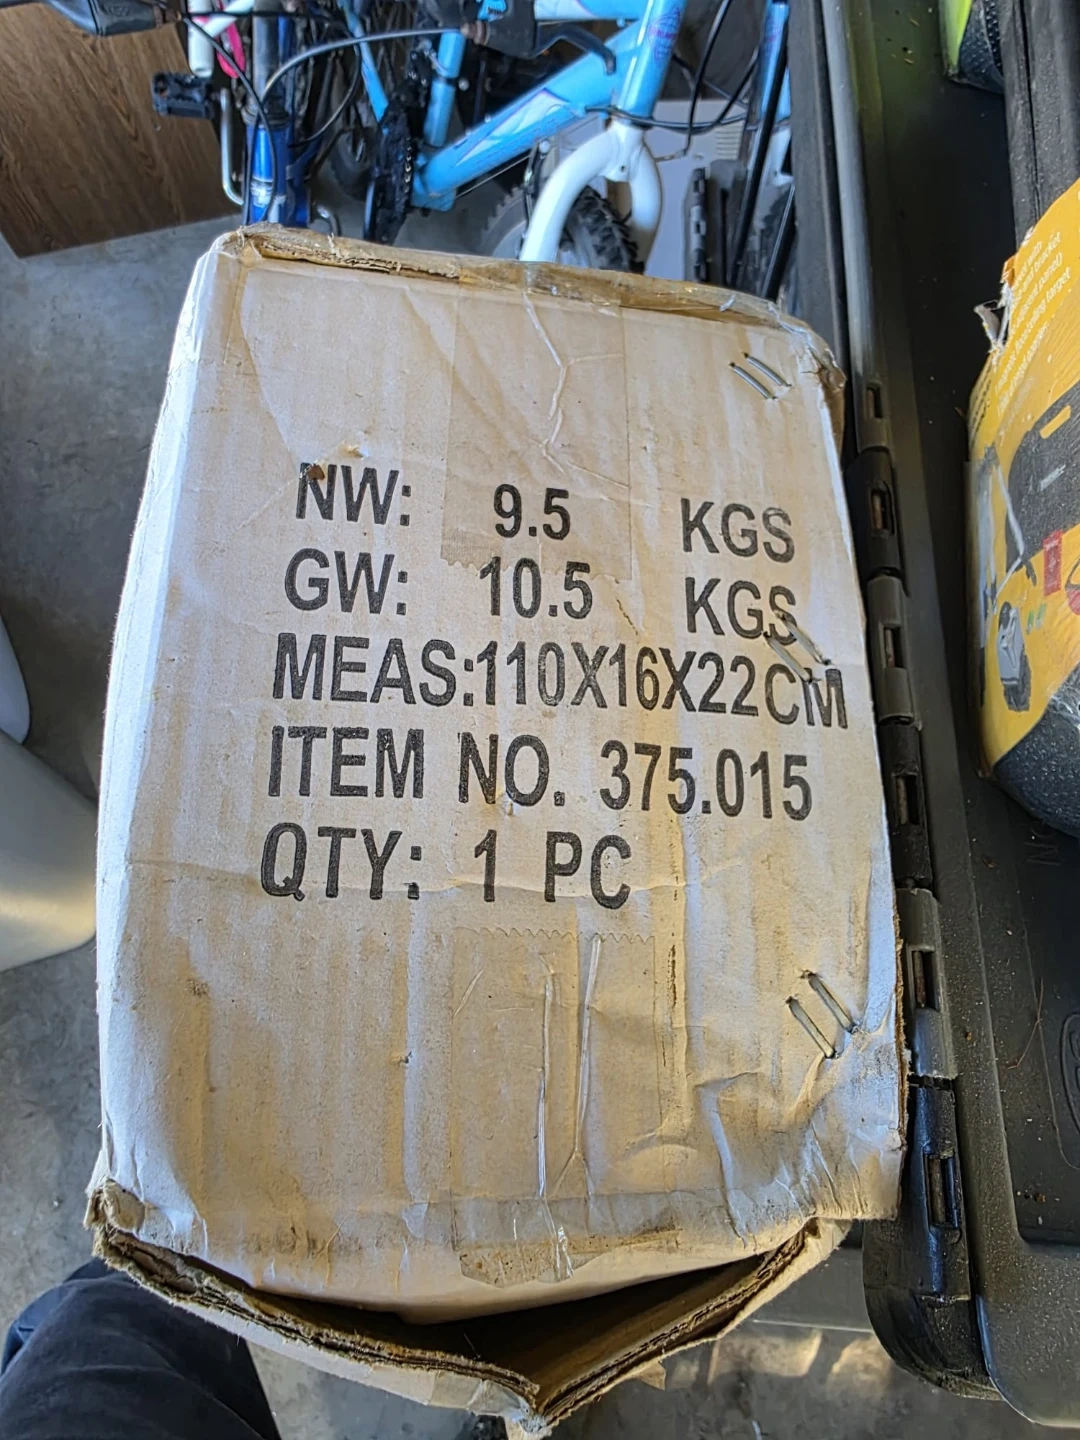 NW: 9.5 KGS
GW: 10.5 KGS
MEAS:110X16X22CM
ITEM NO. 375.015
QTY: 1 PC